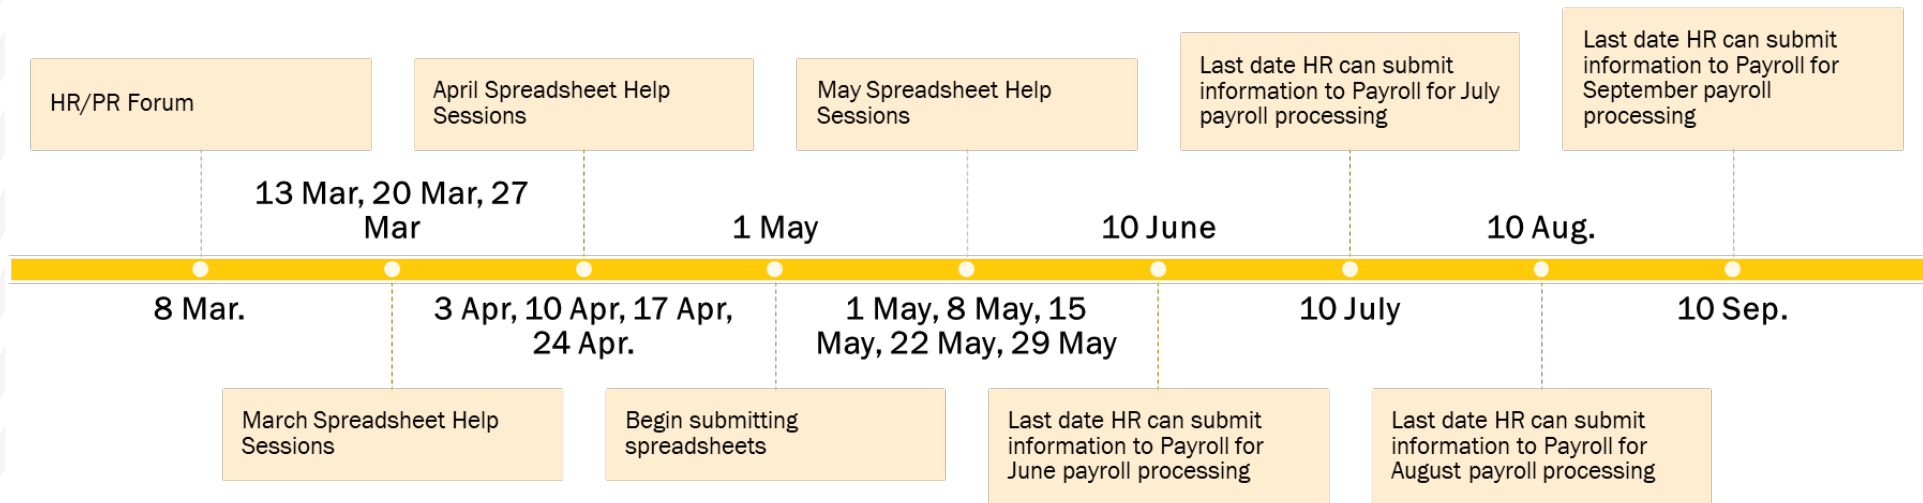 HR/PR Forum
8 Mar.
13 Mar, 20 Mar, 27
Mar
March Spreadsheet Help
Sessions
April Spreadsheet Help
Sessions
3 Apr, 10 Apr, 17 Apr,
24 Apr.
1 May
Begin submitting
spreadsheets
May Spreadsheet Help
Sessions
1 May, 8 May, 15
May, 22 May, 29 May
10 June
Last date HR can submit
information to Payroll for
June payroll processing
Last date HR can submit
information to Payroll for July
payroll processing
10 July
10 Aug.
Last date HR can submit
information to Payroll for
August payroll processing
Last date HR can submit
information to Payroll for
September payroll
processing
10 Sep.